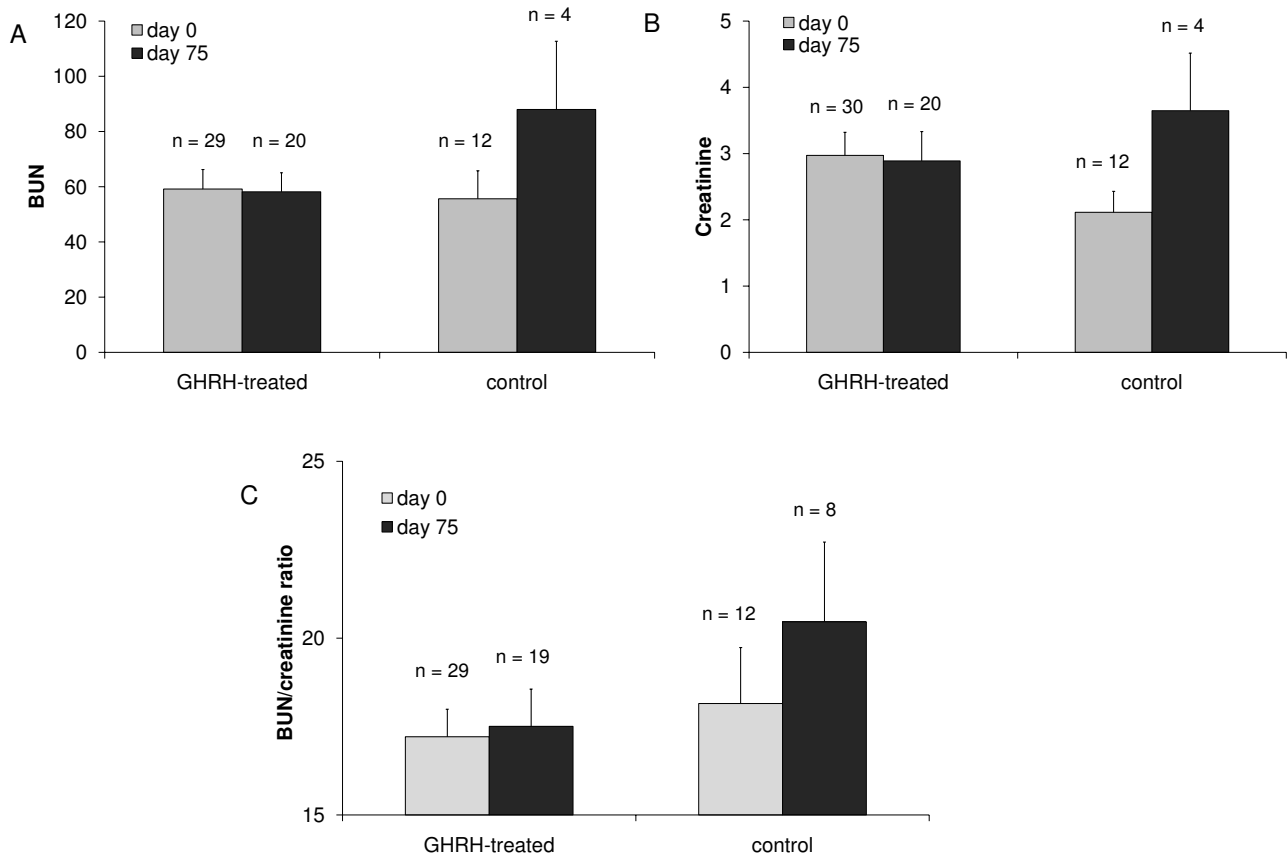 A
BUN
120
100
80
60
40
20
0
day 0
day 75
n = 29
n = 20
n = 12
n = 4
GHRH-treated
control
B
Creatinine
5
4
3
2
1
0
day 0
day 75
n = 30
n = 20
n = 12
n = 4
GHRH-treated
control
C
BUN/creatinine ratio
25
20
15
day 0
day 75
n = 29
n = 19
n = 12
n = 8
GHRH-treated
control